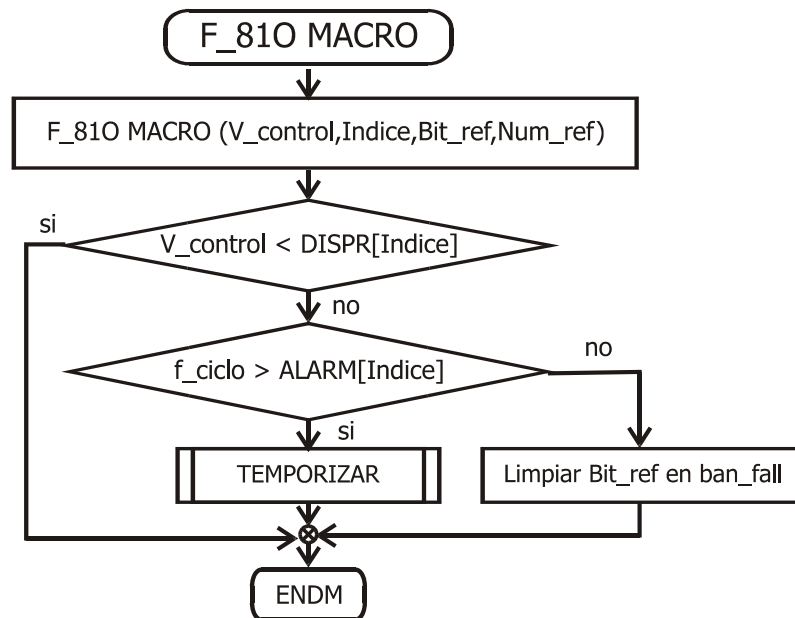 F_81O MACRO
F_81O MACRO (V_control,Indice,Bit_ref,Num_ref)
si
V_control < DISPR[Indice]
no
f_ciclo > ALARM[Indice]
no
si
TEMPORIZAR
Limpiar Bit_ref en ban_fall
ENDM